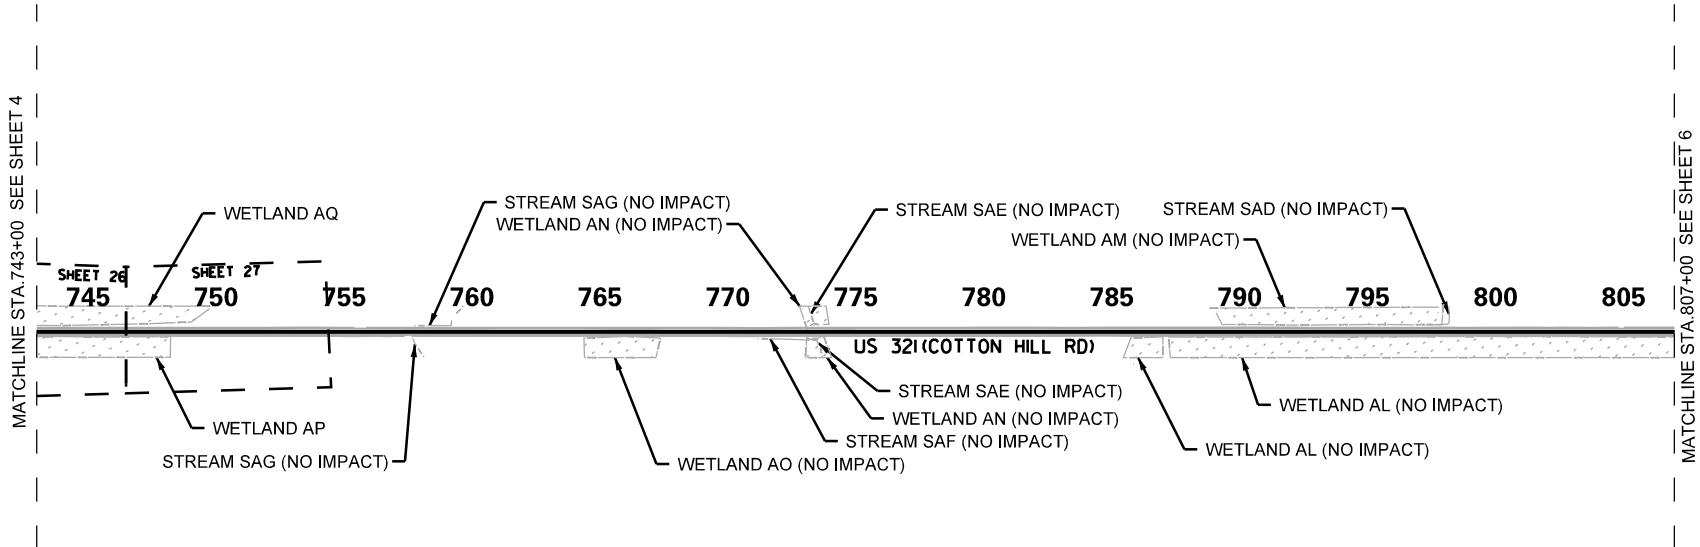 MATCHLINE STA.743+00 SEE SHEET 4
STREAM SAG (NO IMPACT)
WETLAND AN (NO IMPACT)
WETLAND AQ
STREAM SAE (NO IMPACT)
STREAM SAD (NO IMPACT)
WETLAND AM (NO IMPACT)
SHEET 26
SHEET 27
745
750
755
760
765
770
775
780
785
790
795
800
805
US 321(COTTON HILL RD)
STREAM SAE (NO IMPACT)
WETLAND AN (NO IMPACT)
STREAM SAF (NO IMPACT)
WETLAND AL (NO IMPACT)
WETLAND AL (NO IMPACT)
WETLAND AP
STREAM SAG (NO IMPACT)
WETLAND AO (NO IMPACT)
MATCHLINE STA.807+00 SEE SHEET 6